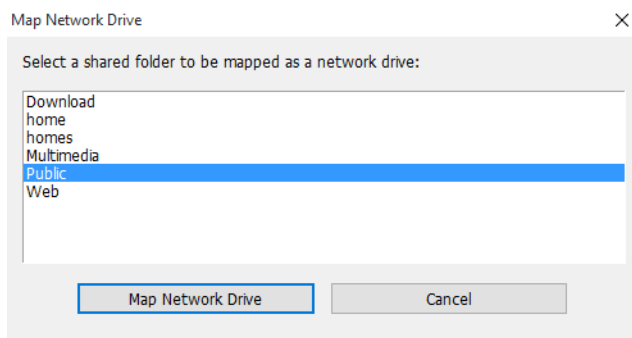 Map Network Drive
Select a shared folder to be mapped as a network drive:
Download
home
homes
Multimedia
Public
Web
Map Network Drive
Cancel